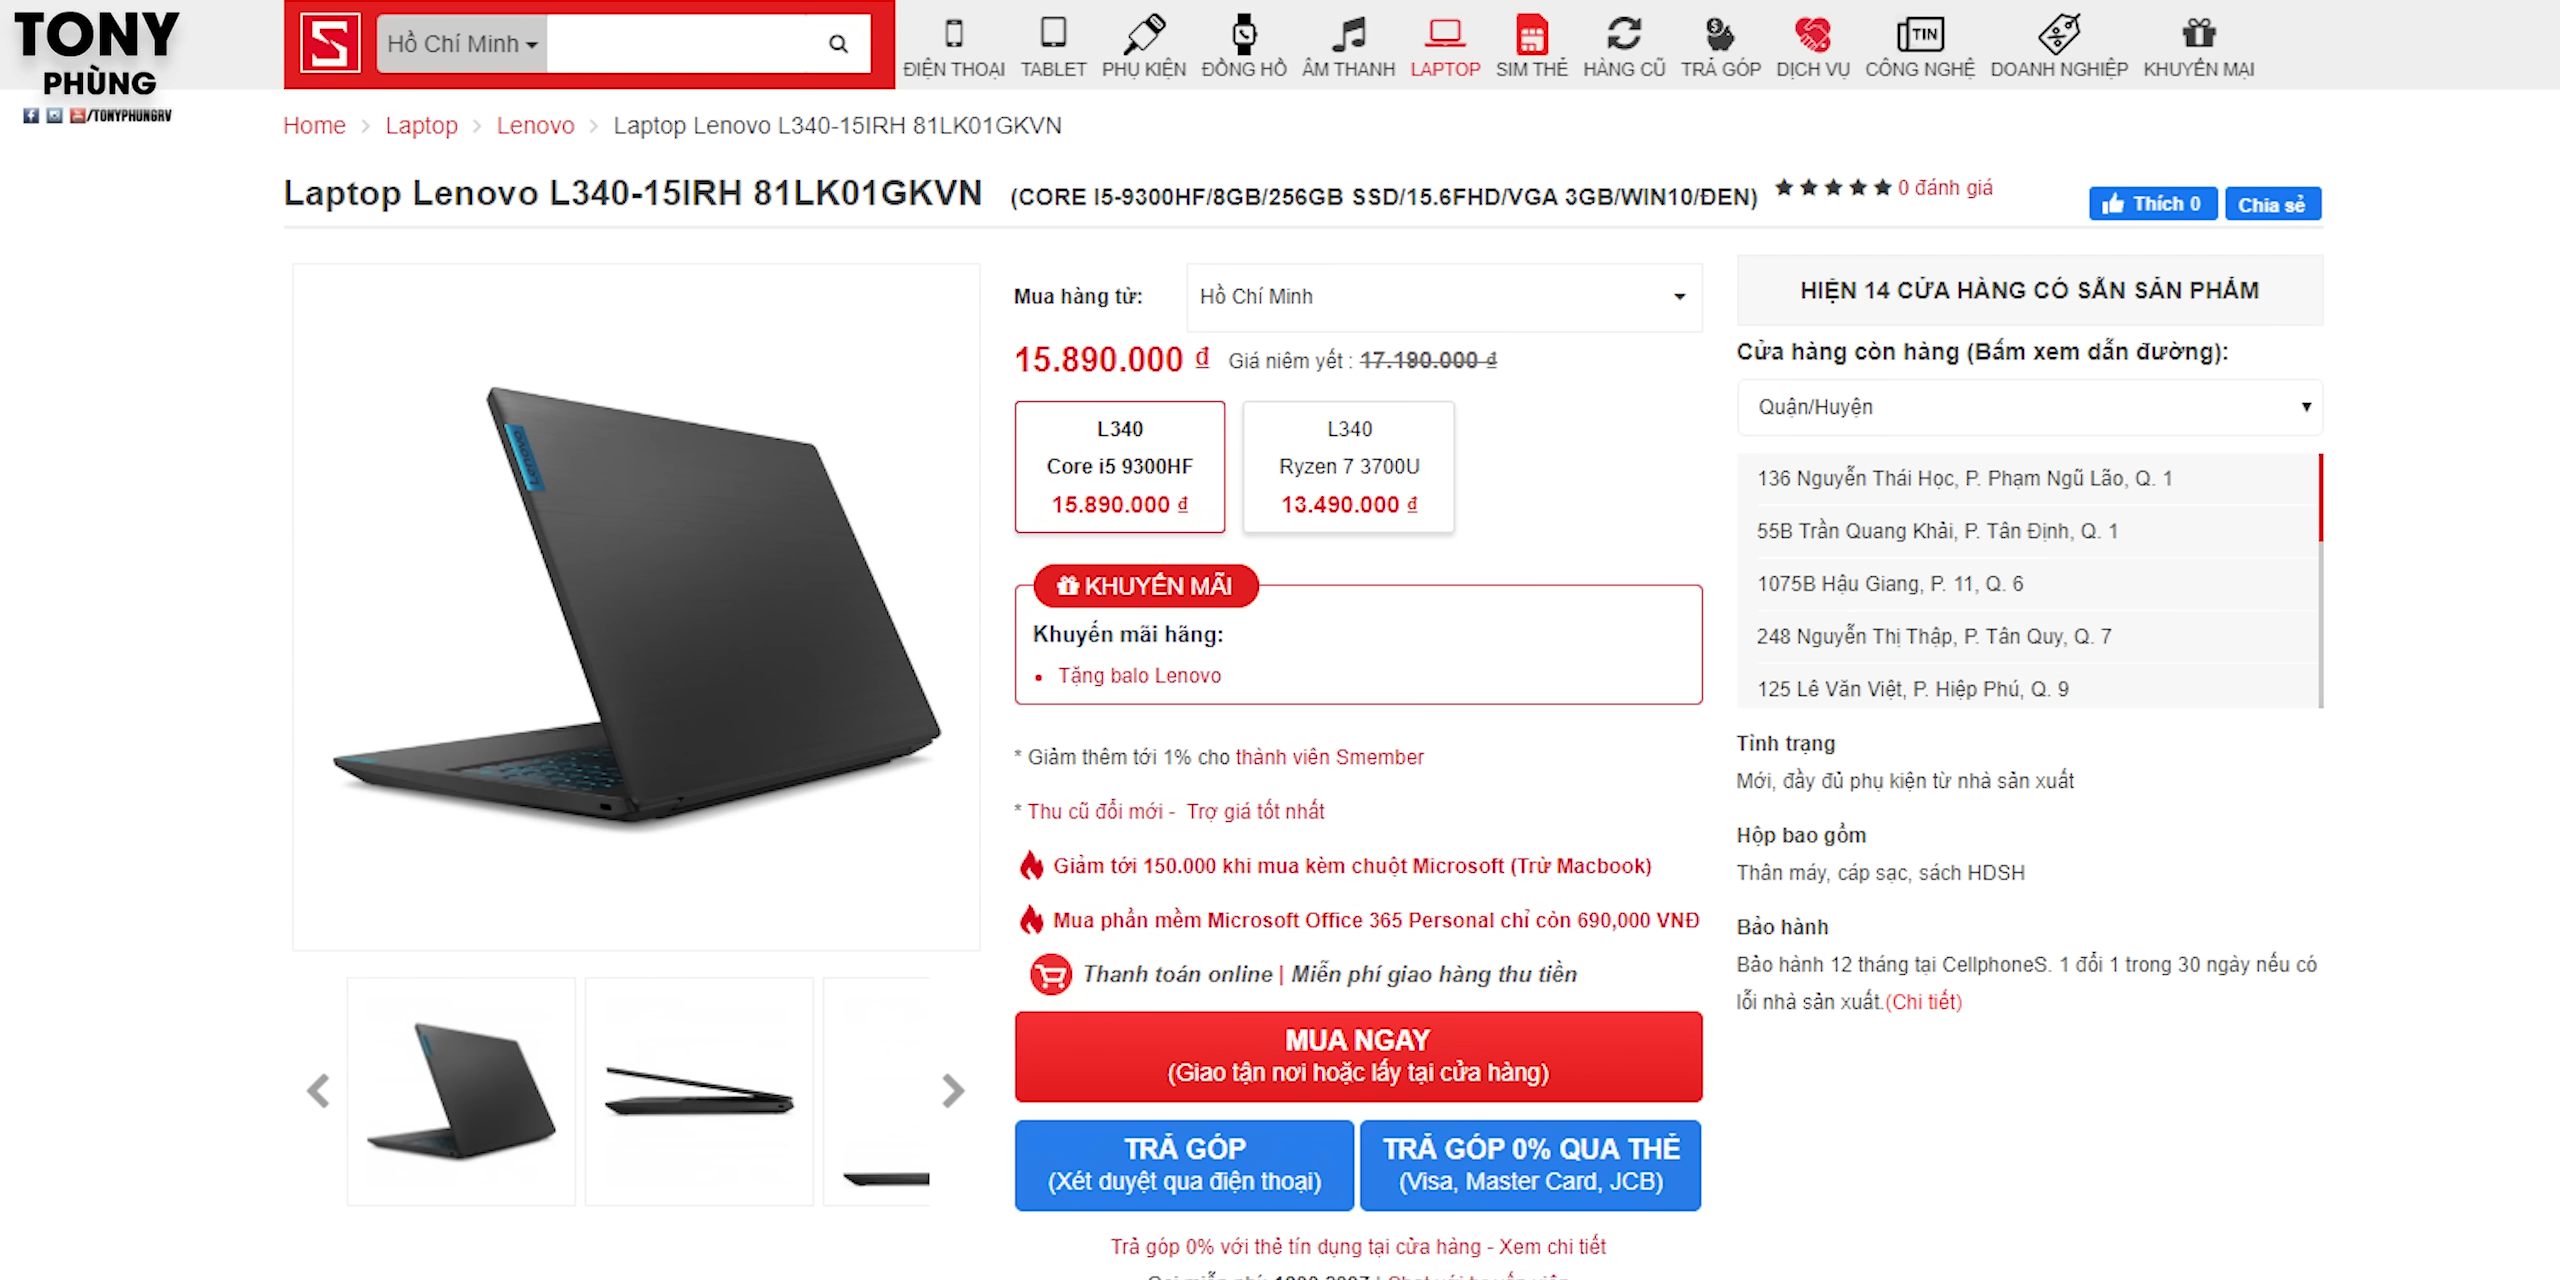 TONY
PHÙNG
/TONYPHUNGRV
Hồ Chí Minh
ĐIỆN THOẠI
TABLET
PHỤ KIỆN
ĐỒNG HỒ
ÂM THANH
LAPTOP
SIM THẺ
HÀNG CŨ
TRẢ GÓP
DỊCH VỤ
TIN
CÔNG NGHỆ
DOANH NGHIỆP
KHUYẾN MẠI
Home > Laptop > Lenovo > Laptop Lenovo L340-15IRH 81LK01GKVN
Laptop Lenovo L340-15IRH 81LK01GKVN (CORE I5-9300HF/8GB/256GB SSD/15.6FHD/VGA 3GB/WIN10/ĐEN) 0 đánh giá
Thích 0
Chia sẻ
Lenovo
Mua hàng từ: Hồ Chí Minh
15.890.000 ₫ Giá niêm yết : 17.190.000 ₫
L340
Core i5 9300HF
15.890.000 ₫
L340
Ryzen 7 3700U
13.490.000 ₫
KHUYẾN MÃI
Khuyến mãi hãng:
• Tặng balo Lenovo
* Giảm thêm tới 1% cho thành viên Smember
* Thu cũ đổi mới - Trợ giá tốt nhất
Giảm tới 150.000 khi mua kèm chuột Microsoft (Trừ Macbook)
Mua phần mềm Microsoft Office 365 Personal chỉ còn 690,000 VNĐ
Thanh toán online | Miễn phí giao hàng thu tiền
MUA NGAY
(Giao tận nơi hoặc lấy tại cửa hàng)
TRẢ GÓP
(Xét duyệt qua điện thoại)
TRẢ GÓP 0% QUA THẺ
(Visa, Master Card, JCB)
Trả góp 0% với thẻ tín dụng tại cửa hàng - Xem chi tiết
HIỆN 14 CỬA HÀNG CÓ SẴN SẢN PHẨM
Cửa hàng còn hàng (Bấm xem dẫn đường):
Quận/Huyện
136 Nguyễn Thái Học, P. Phạm Ngũ Lão, Q. 1
55B Trần Quang Khải, P. Tân Định, Q. 1
1075B Hậu Giang, P. 11, Q. 6
248 Nguyễn Thị Thập, P. Tân Quy, Q. 7
125 Lê Văn Việt, P. Hiệp Phú, Q. 9
Tình trạng
Mới, đầy đủ phụ kiện từ nhà sản xuất
Hộp bao gồm
Thân máy, cáp sạc, sách HDSH
Bảo hành
Bảo hành 12 tháng tại CellphoneS. 1 đổi 1 trong 30 ngày nếu có
lỗi nhà sản xuất.(Chi tiết)